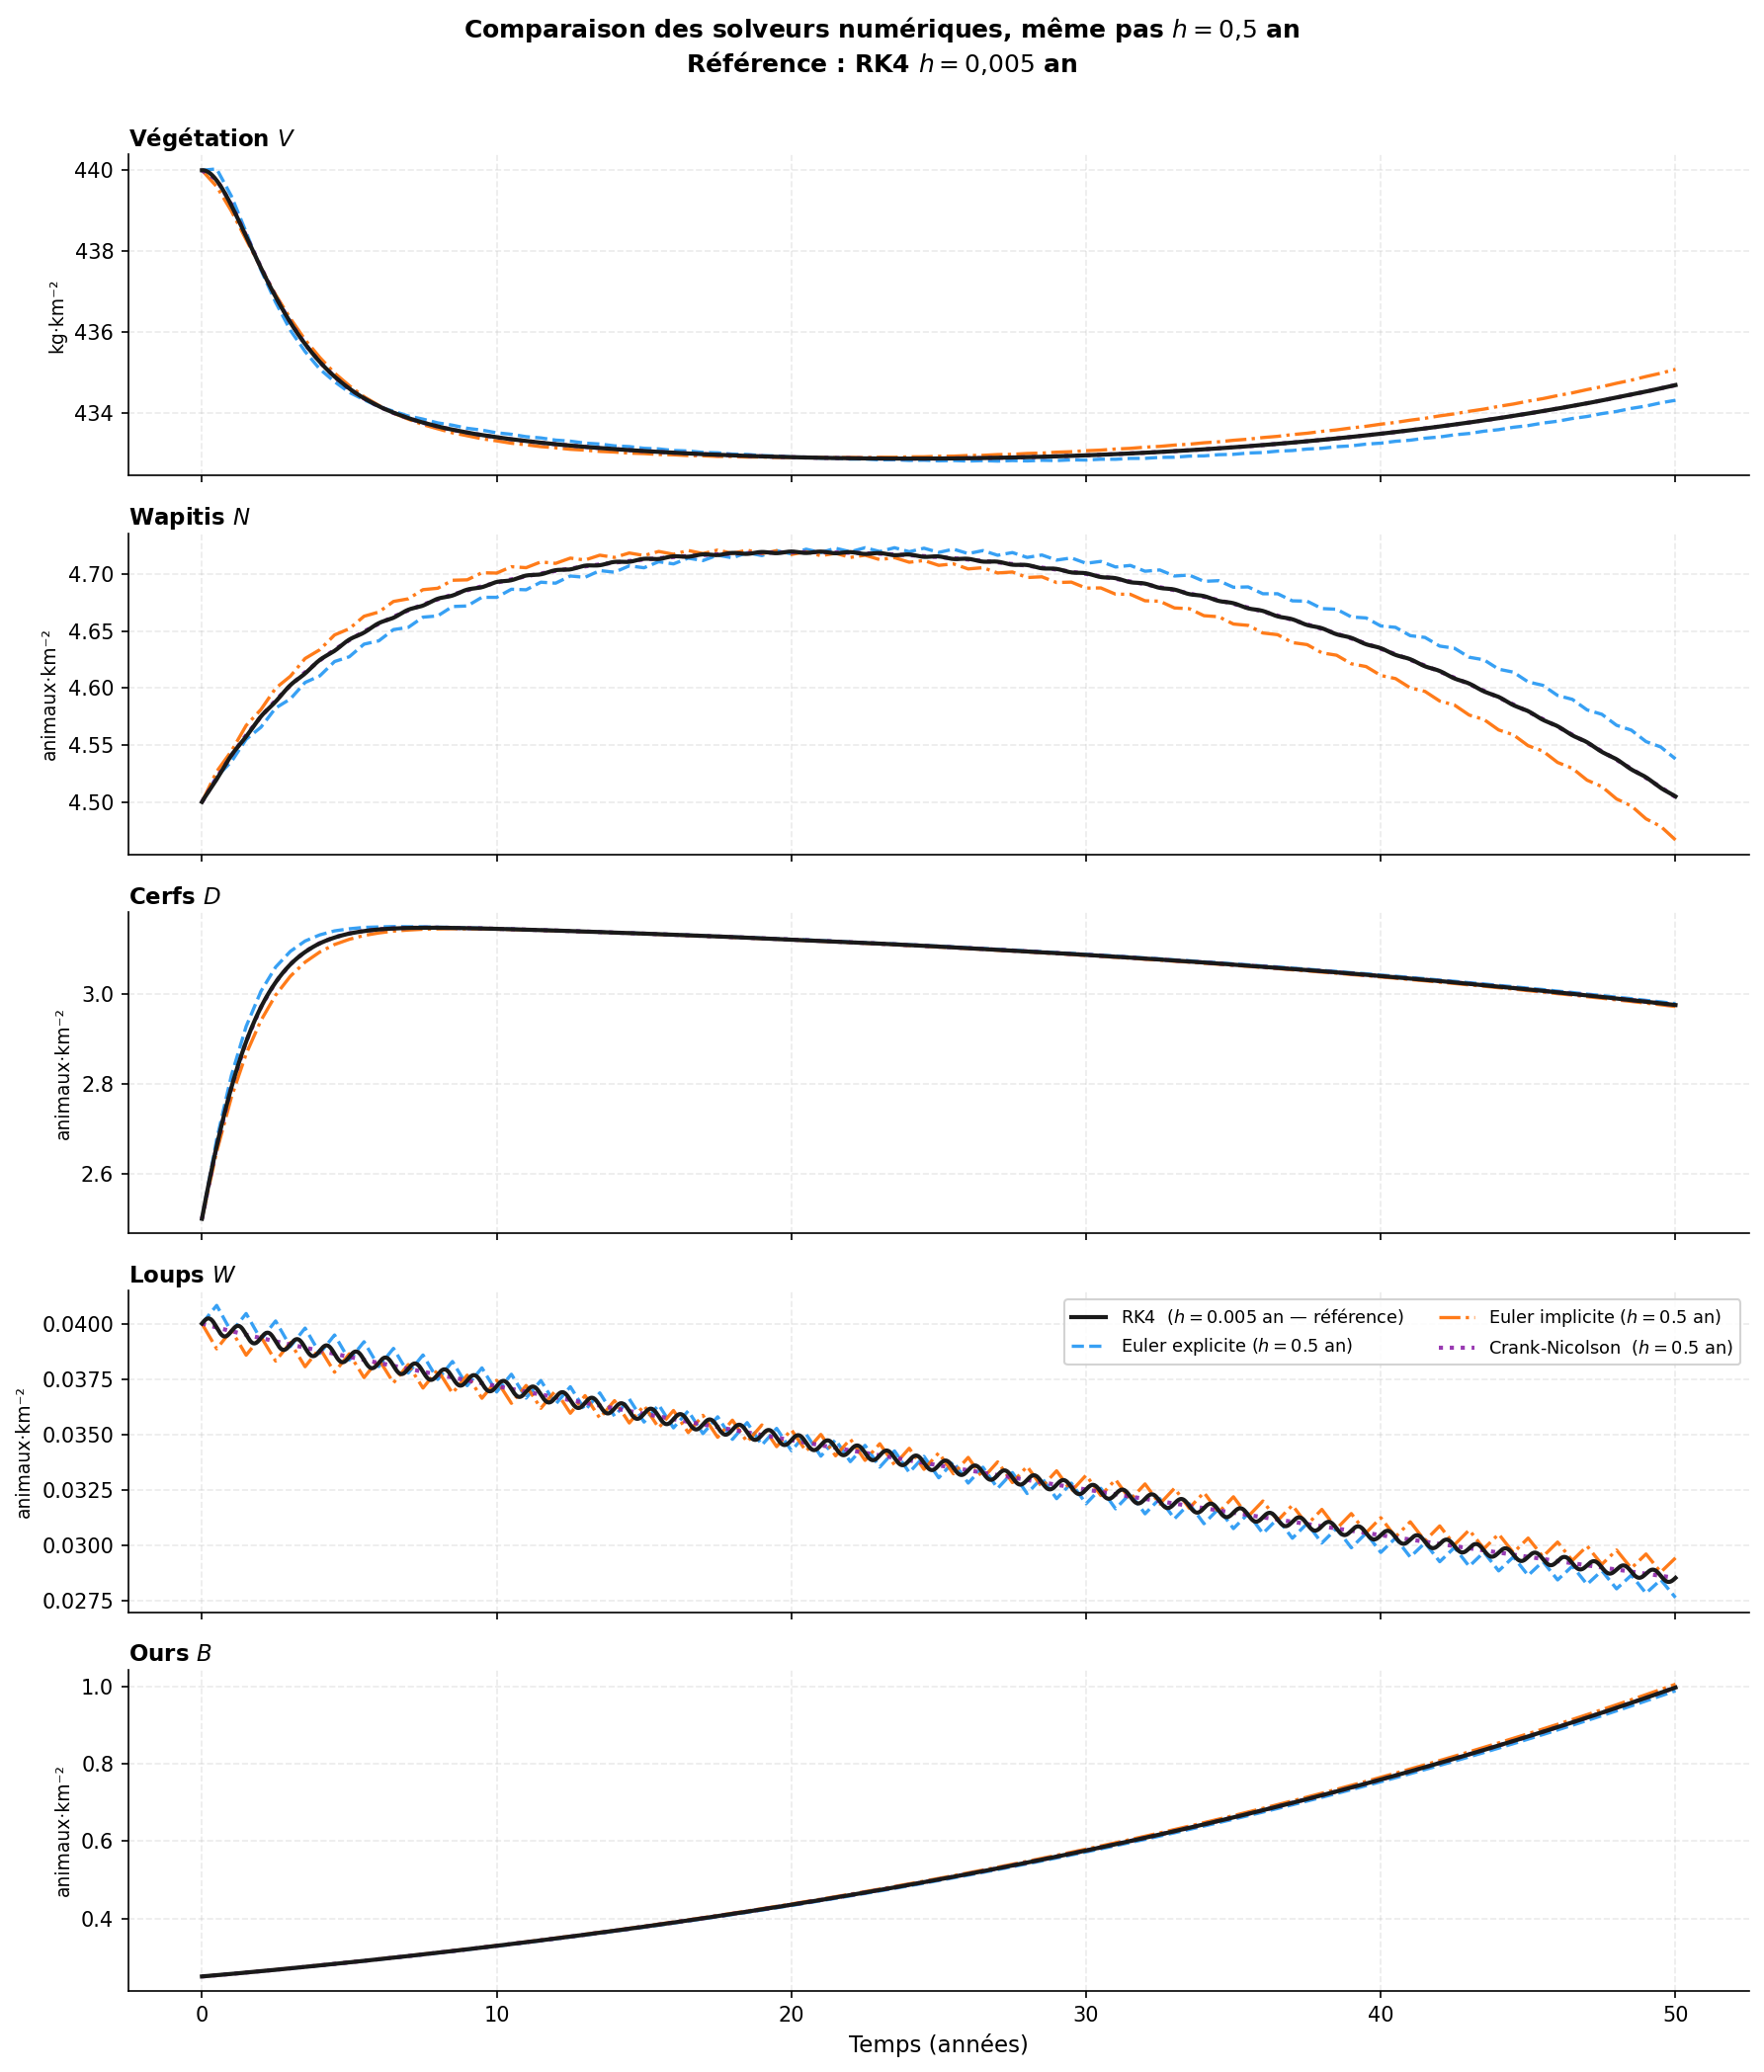 Comparaison des solveurs numériques, même pas h = 0,5 an
Référence : RK4 h = 0,005 an
Végétation V
440
438
436
434
kg·km⁻²
Wapitis N
4.70
4.65
4.60
4.55
4.50
animaux·km⁻²
Cerfs D
3.0
2.8
2.6
animaux·km⁻²
Loups W
RK4 (h = 0.005 an — référence)
Euler explicite (h = 0.5 an)
Euler implicite (h = 0.5 an)
Crank-Nicolson (h = 0.5 an)
0.0400
0.0375
0.0350
0.0325
0.0300
0.0275
animaux·km⁻²
Ours B
1.0
0.8
0.6
0.4
animaux·km⁻²
0 10 20 30 40 50
Temps (années)